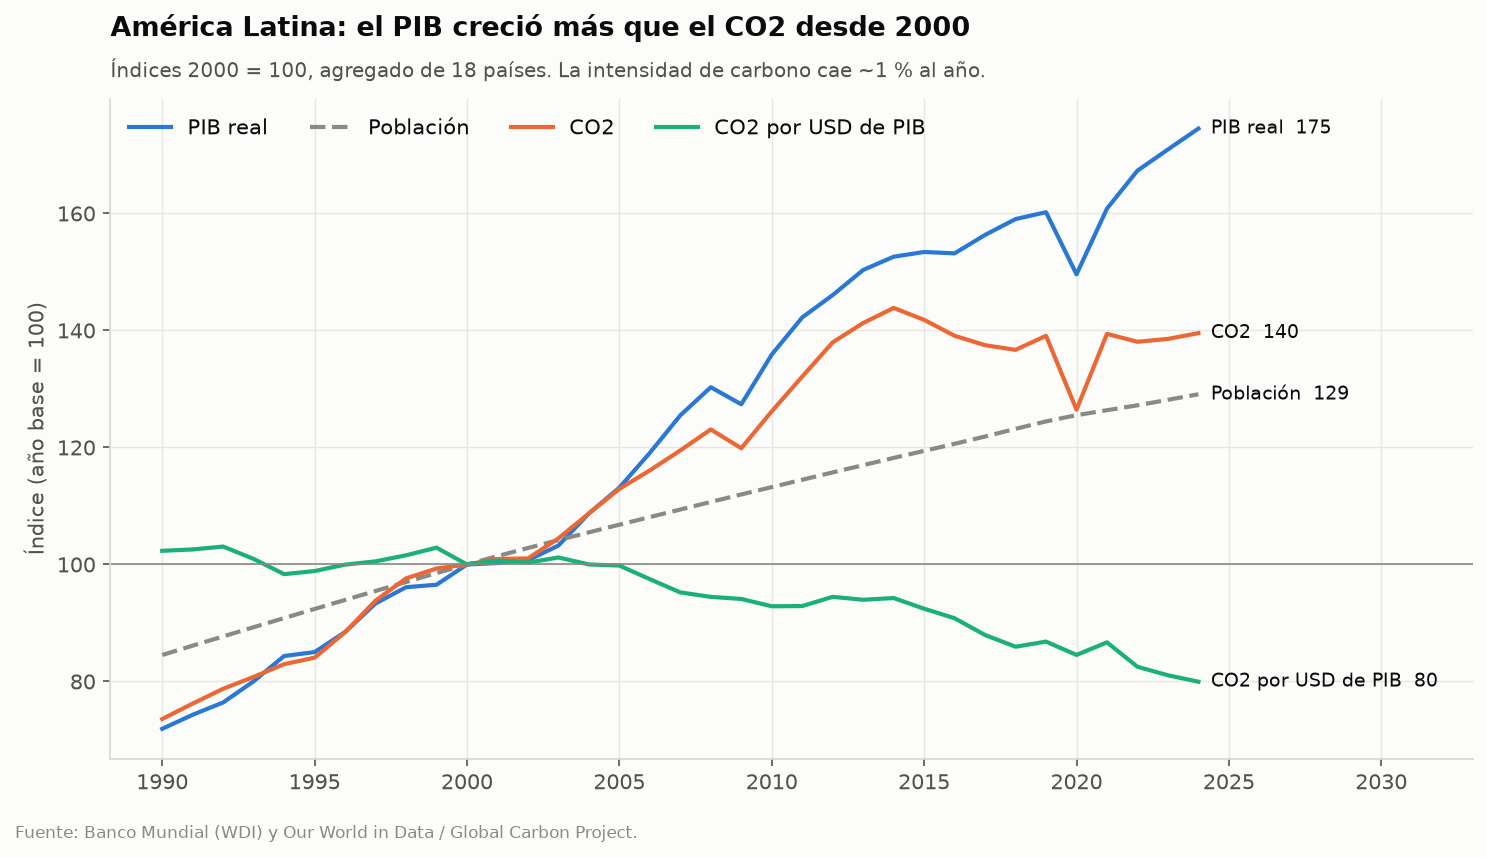 América Latina: el PIB creció más que el CO2 desde 2000
Índices 2000 = 100, agregado de 18 países. La intensidad de carbono cae ~1 % al año.
PIB real
Población
CO2
CO2 por USD de PIB
PIB real 175
CO2 140
Población 129
CO2 por USD de PIB 80
Índice (año base = 100)
160
140
120
100
80
1990
1995
2000
2005
2010
2015
2020
2025
2030
Fuente: Banco Mundial (WDI) y Our World in Data / Global Carbon Project.